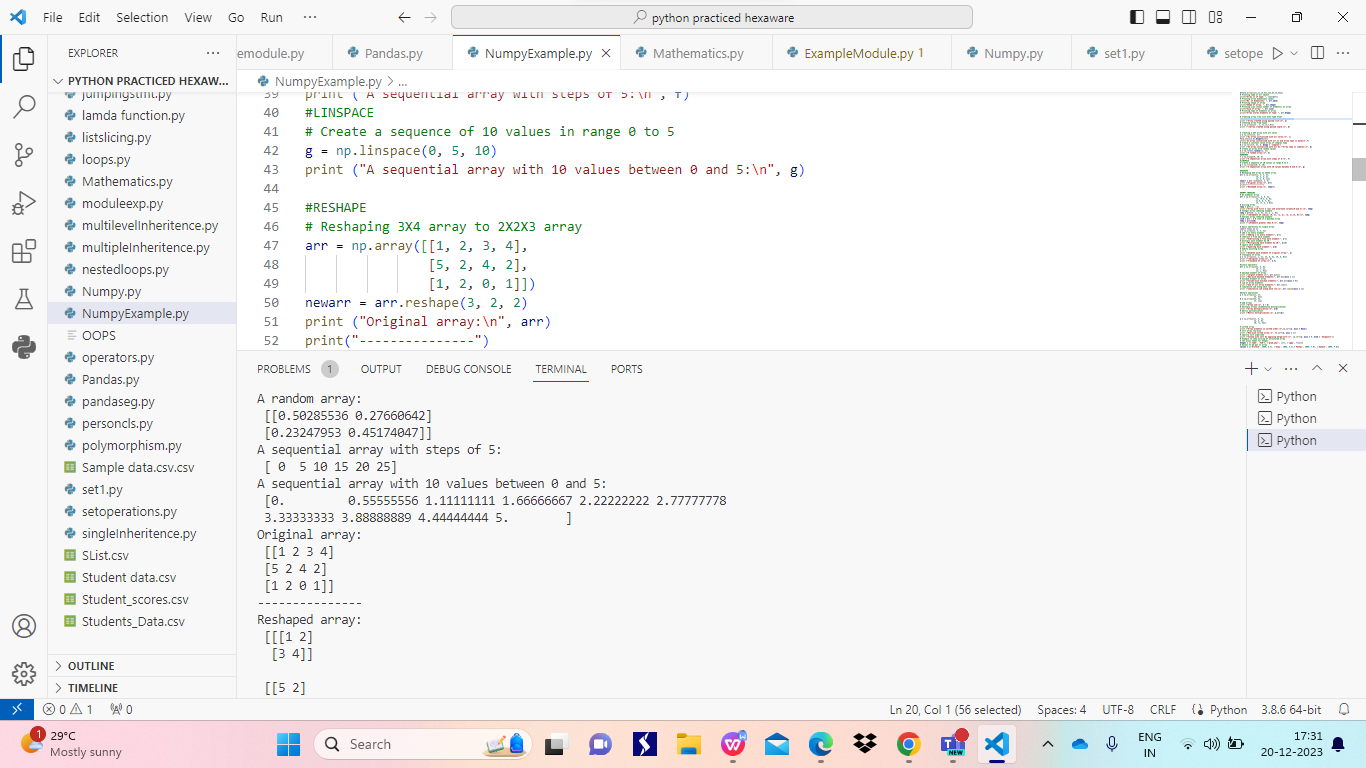 File Edit Selection View Go Run ···
python practiced hexaware
EXPLORER ···
PYTHON PRACTICED HEXAW...
jumpingstmt.py
lamda function.py
listslicing.py
loops.py
Mathematics.py
moduleexp.py
multilevelInheritence.py
multipleInheritence.py
nestedloops.py
Numpy.py
NumpyExample.py
OOPS
operators.py
Pandas.py
pandaseg.py
personcls.py
polymorphism.py
Sample data.csv.csv
set1.py
setoperations.py
singleInheritence.py
SList.csv
Student data.csv
Student_scores.csv
Students_Data.csv
OUTLINE
TIMELINE
emodule.py Pandas.py NumpyExample.py Mathematics.py ExampleModule.py 1 Numpy.py set1.py setope
NumpyExample.py > ...
39 print ("A sequential array with steps of 5:\n", f)
40 #LINSPACE
41 # Create a sequence of 10 values in range 0 to 5
42 g = np.linspace(0, 5, 10)
43 print ("A sequential array with 10 values between 0 and 5:\n", g)
44
45 #RESHAPE
46 # Reshaping 3X4 array to 2X2X3 array
47 arr = np.array([[1, 2, 3, 4],
48 [5, 2, 4, 2],
49 [1, 2, 0, 1]])
50 newarr = arr.reshape(3, 2, 2)
51 print ("Original array:\n", arr)
52 print("---------------")
PROBLEMS 1 OUTPUT DEBUG CONSOLE TERMINAL PORTS
A random array:
[[0.50285536 0.27660642]
[0.23247953 0.45174047]]
A sequential array with steps of 5:
[ 0  5 10 15 20 25]
A sequential array with 10 values between 0 and 5:
[0.         0.55555556 1.11111111 1.66666667 2.22222222 2.77777778
3.33333333 3.88888889 4.44444444 5.        ]
Original array:
[[1 2 3 4]
[5 2 4 2]
[1 2 0 1]]
---------------
Reshaped array:
[[[1 2]
[3 4]]
[[5 2]
Python
Python
Python
0 1 0 Ln 20, Col 1 (56 selected) Spaces: 4 UTF-8 CRLF Python 3.8.6 64-bit
1 29°C
Mostly sunny
Search
NEW
ENG
IN
17:31
20-12-2023